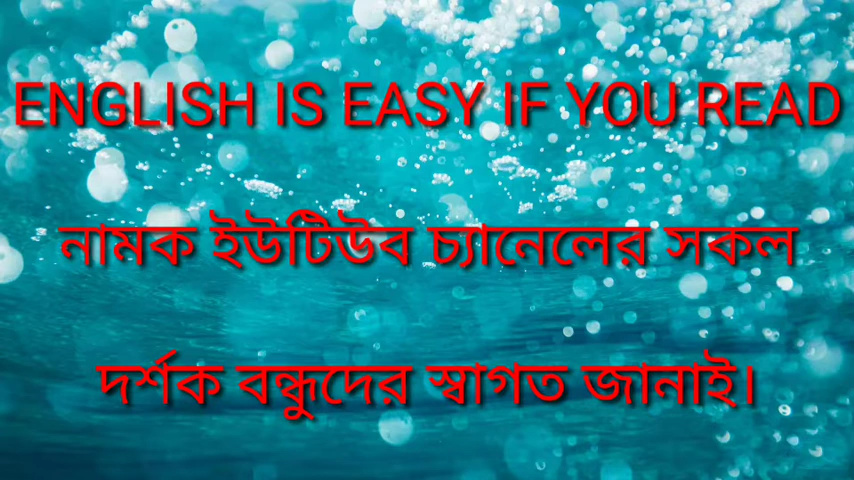 ENGLISH IS EASY IF YOU READ
নামক ইউটিউব চ্যানেলের সকল
দর্শক বন্ধুদের স্বাগত জানাই।